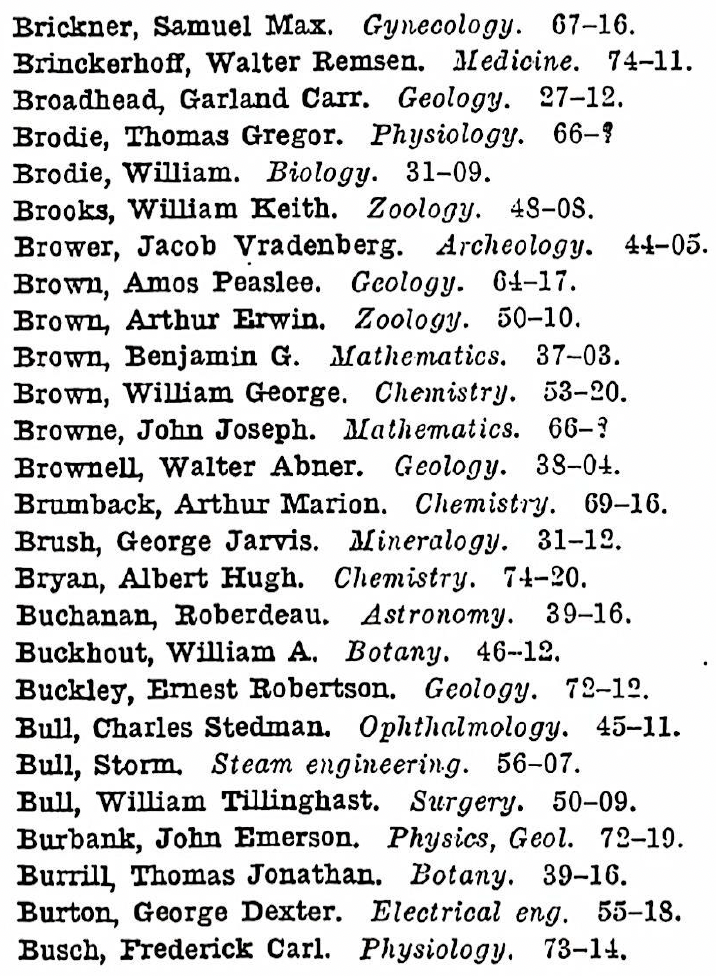 Brickner, Samuel Max. Gynecology. 67–16.
Brinckerhoff, Walter Remsen. Medicine. 74–11.
Broadhead, Garland Carr. Geology. 27–12.
Brodie, Thomas Gregor. Physiology. 66–?
Brodie, William. Biology. 31–09.
Brooks, William Keith. Zoology. 48–08.
Brower, Jacob Vradenberg. Archeology. 44–05.
Brown, Amos Peaslee. Geology. 64–17.
Brown, Arthur Erwin. Zoology. 50–10.
Brown, Benjamin G. Mathematics. 37–03.
Brown, William George. Chemistry. 53–20.
Browne, John Joseph. Mathematics. 66–?
Brownell, Walter Abner. Geology. 38–04.
Brumback, Arthur Marion. Chemistry. 69–16.
Brush, George Jarvis. Mineralogy. 31–12.
Bryan, Albert Hugh. Chemistry. 74–20.
Buchanan, Roberdeau. Astronomy. 39–16.
Buckhout, William A. Botany. 46–12.
Buckley, Ernest Robertson. Geology. 72–12.
Bull, Charles Stedman. Ophthalmology. 45–11.
Bull, Storm. Steam engineering. 56–07.
Bull, William Tillinghast. Surgery. 50–09.
Burbank, John Emerson. Physics, Geol. 72–19.
Burrill, Thomas Jonathan. Botany. 39–16.
Burton, George Dexter. Electrical eng. 55–18.
Busch, Frederick Carl. Physiology. 73–14.